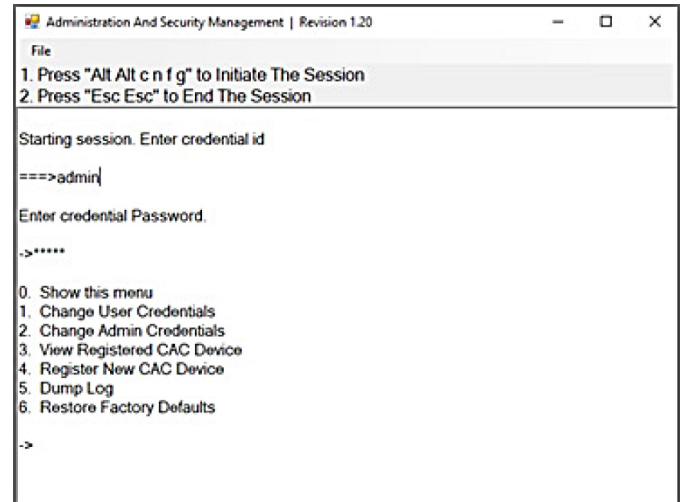 Administration And Security Management | Revision 1.20
File
1. Press "Alt Alt c n f g" to Initiate The Session
2. Press "Esc Esc" to End The Session
Starting session. Enter credential id
===>admin
Enter credential Password.
->*****
0. Show this menu
1. Change User Credentials
2. Change Admin Credentials
3. View Registered CAC Device
4. Register New CAC Device
5. Dump Log
6. Restore Factory Defaults
->